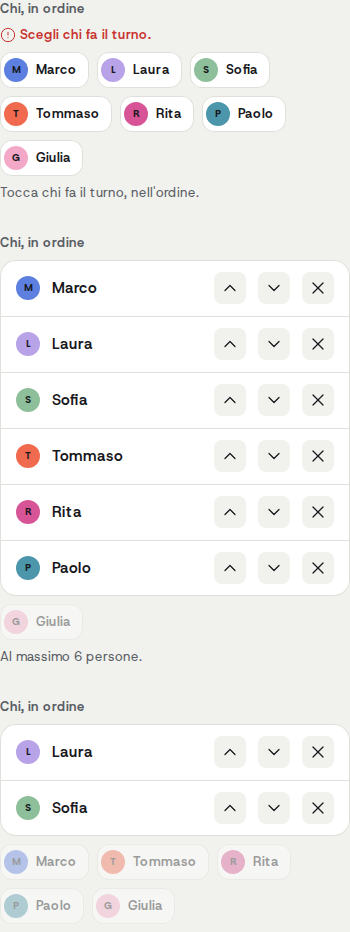 Chi, in ordine
Scegli chi fa il turno.
M Marco L Laura S Sofia
T Tommaso R Rita P Paolo
G Giulia
Tocca chi fa il turno, nell'ordine.
Chi, in ordine
M Marco
L Laura
S Sofia
T Tommaso
R Rita
P Paolo
G Giulia
Al massimo 6 persone.
Chi, in ordine
L Laura
S Sofia
M Marco T Tommaso R Rita
P Paolo G Giulia